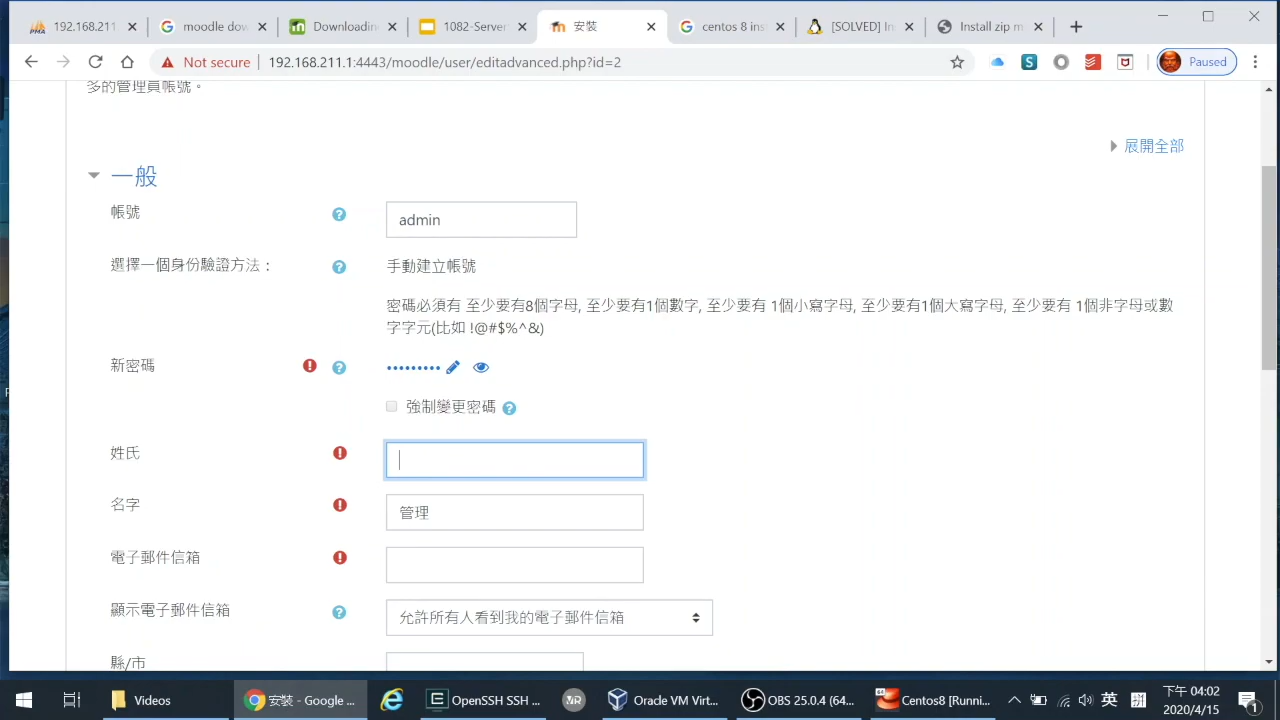 192.168.211
moodle dow
Downloadin
1082-Server
安裝
centos 8 ins
[SOLVED] In
Install zip m
Not secure
192.168.211.1:4443/moodle/user/editadvanced.php?id=2
Paused
多的管理員帳號。
展開全部
一般
帳號
admin
選擇一個身份驗證方法：
手動建立帳號
密碼必須有 至少要有8個字母, 至少要有1個數字, 至少要有 1個小寫字母, 至少要有1個大寫字母, 至少要有 1個非字母或數
字字元(比如 !@#$%^&)
新密碼
強制變更密碼
姓氏
名字
管理
電子郵件信箱
顯示電子郵件信箱
允許所有人看到我的電子郵件信箱
縣/市
Videos
安裝 - Google ...
OpenSSH SSH ...
Oracle VM Virt...
OBS 25.0.4 (64...
Centos8 [Runni...
英
下午 04:02
2020/4/15
1